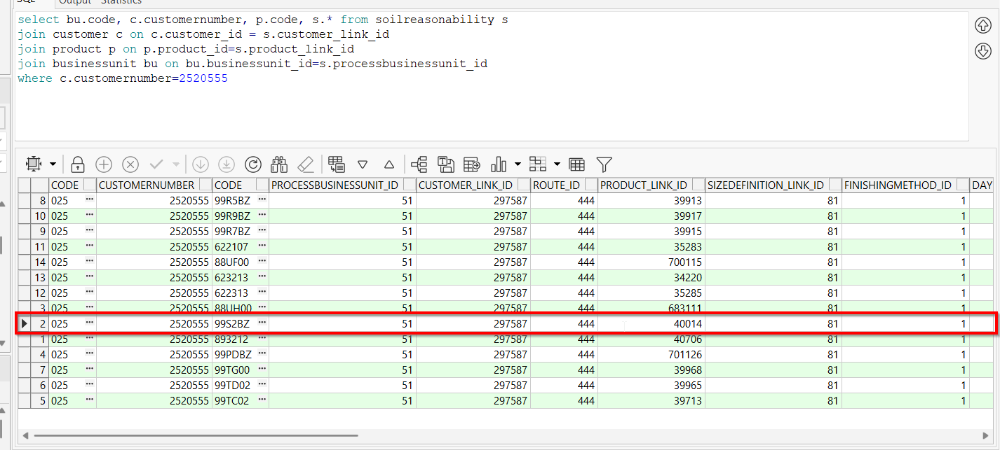 SQL Output Statistics
select bu.code, c.customernumber, p.code, s.* from soilreasonability s
join customer c on c.customer_id = s.customer_link_id
join product p on p.product_id=s.product_link_id
join businessunit bu on bu.businessunit_id=s.processbusinessunit_id
where c.customernumber=2520555
CODE CUSTOMERNUMBER CODE PROCESSBUSINESSUNIT_ID CUSTOMER_LINK_ID ROUTE_ID PRODUCT_LINK_ID SIZEDEFINITION_LINK_ID FINISHINGMETHOD_ID DAY
8 025 ... 2520555 99R5BZ ... 51 297587 444 39913 81 1
10 025 ... 2520555 99R9BZ ... 51 297587 444 39917 81 1
9 025 ... 2520555 99R7BZ ... 51 297587 444 39915 81 1
11 025 ... 2520555 622107 ... 51 297587 444 35283 81 1
14 025 ... 2520555 88UF00 ... 51 297587 444 700115 81 1
13 025 ... 2520555 623213 ... 51 297587 444 34220 81 1
12 025 ... 2520555 622313 ... 51 297587 444 35285 81 1
3 025 ... 2520555 88UH00 ... 51 297587 444 683111 81 1
2 025 ... 2520555 99S2BZ ... 51 297587 444 40014 81 1
1 025 ... 2520555 893212 ... 51 297587 444 40706 81 1
4 025 ... 2520555 99PDBZ ... 51 297587 444 701126 81 1
7 025 ... 2520555 99TG00 ... 51 297587 444 39968 81 1
6 025 ... 2520555 99TD02 ... 51 297587 444 39965 81 1
5 025 ... 2520555 99TC02 ... 51 297587 444 39713 81 1